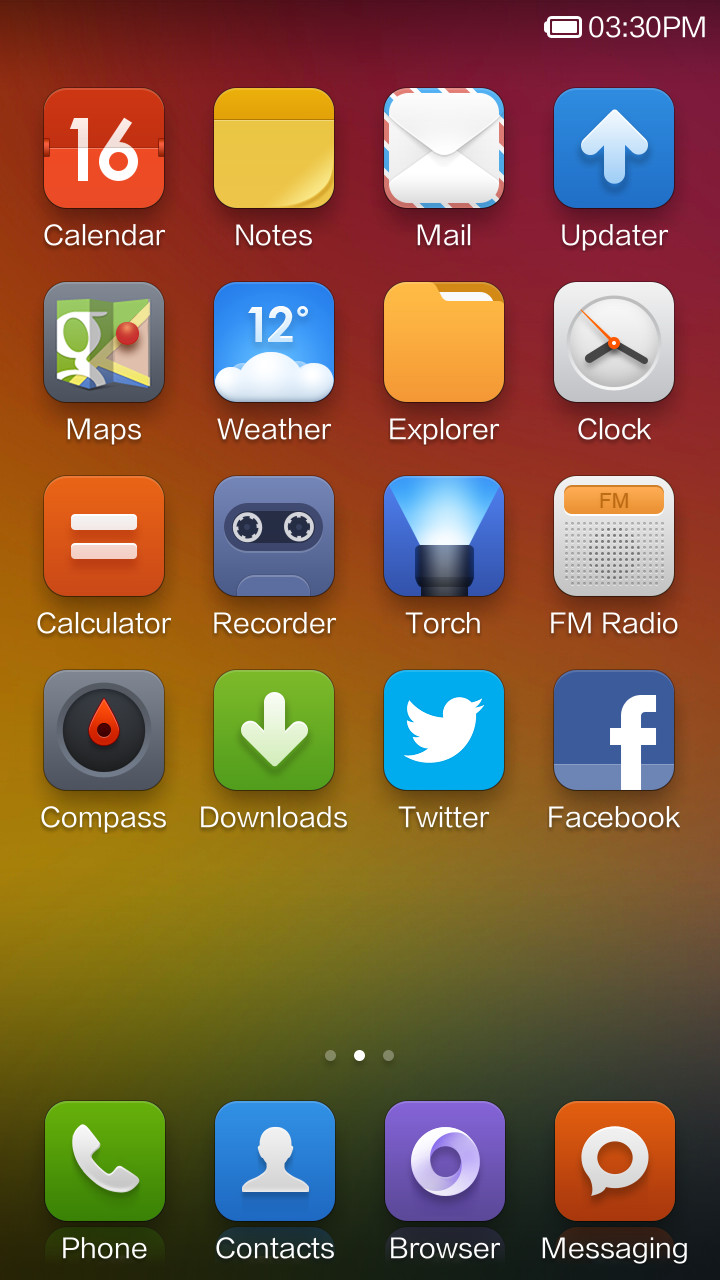 03:30PM
16
Calendar Notes Mail Updater
g 12°
Maps Weather Explorer Clock
FM
Calculator Recorder Torch FM Radio
f
Compass Downloads Twitter Facebook
Phone Contacts Browser Messaging